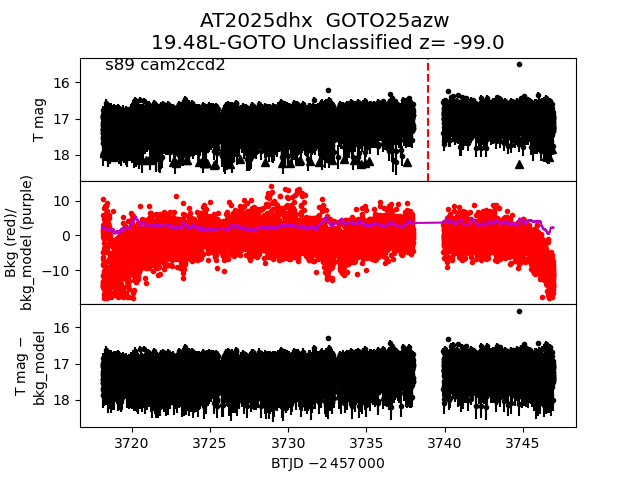 AT2025dhx  GOTO25azw
19.48L-GOTO Unclassified z= -99.0
s89 cam2ccd2
T mag
16
17
18
Bkg (red)/
bkg_model (purple)
10
0
−10
T mag −
bkg_model
16
17
18
3720
3725
3730
3735
3740
3745
BTJD −2 457 000